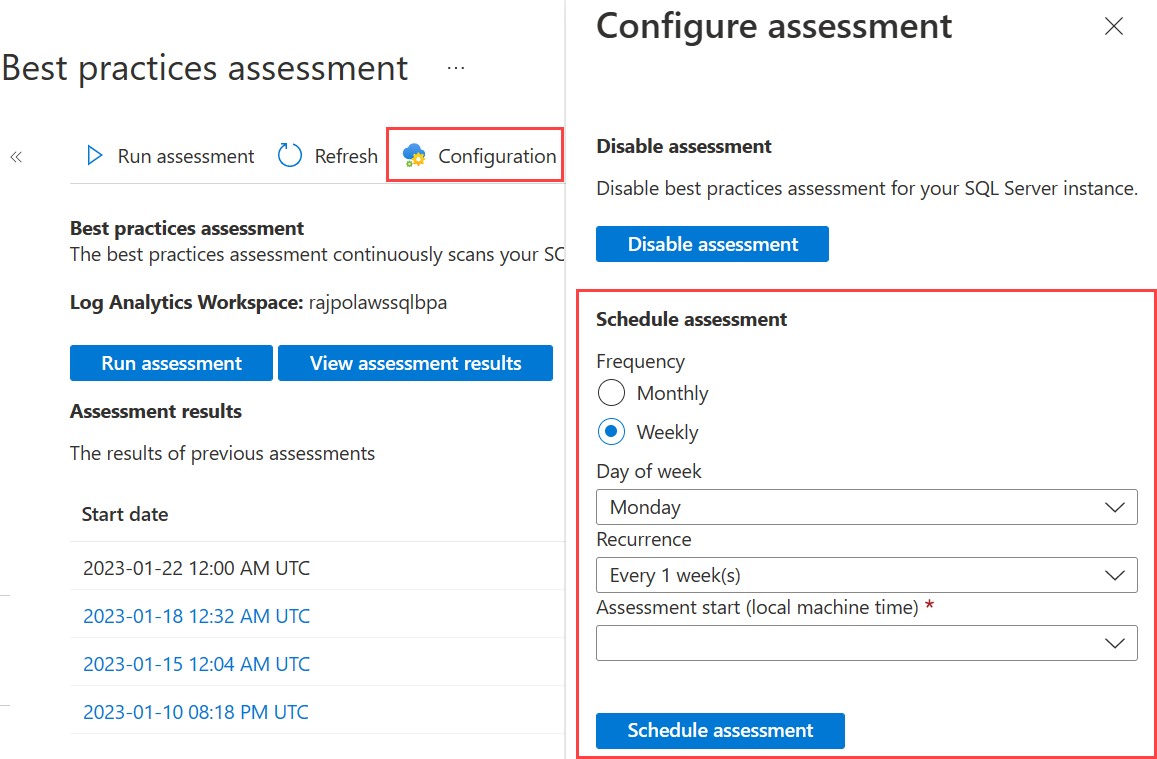 Best practices assessment ...
«
Run assessment
Refresh
Configuration
Best practices assessment
The best practices assessment continuously scans your SC
Log Analytics Workspace: rajpolawssqlbpa
Run assessment
View assessment results
Assessment results
The results of previous assessments
Start date
2023-01-22 12:00 AM UTC
2023-01-18 12:32 AM UTC
2023-01-15 12:04 AM UTC
2023-01-10 08:18 PM UTC
Configure assessment
Disable assessment
Disable best practices assessment for your SQL Server instance.
Disable assessment
Schedule assessment
Frequency
Monthly
Weekly
Day of week
Monday
Recurrence
Every 1 week(s)
Assessment start (local machine time) *
Schedule assessment